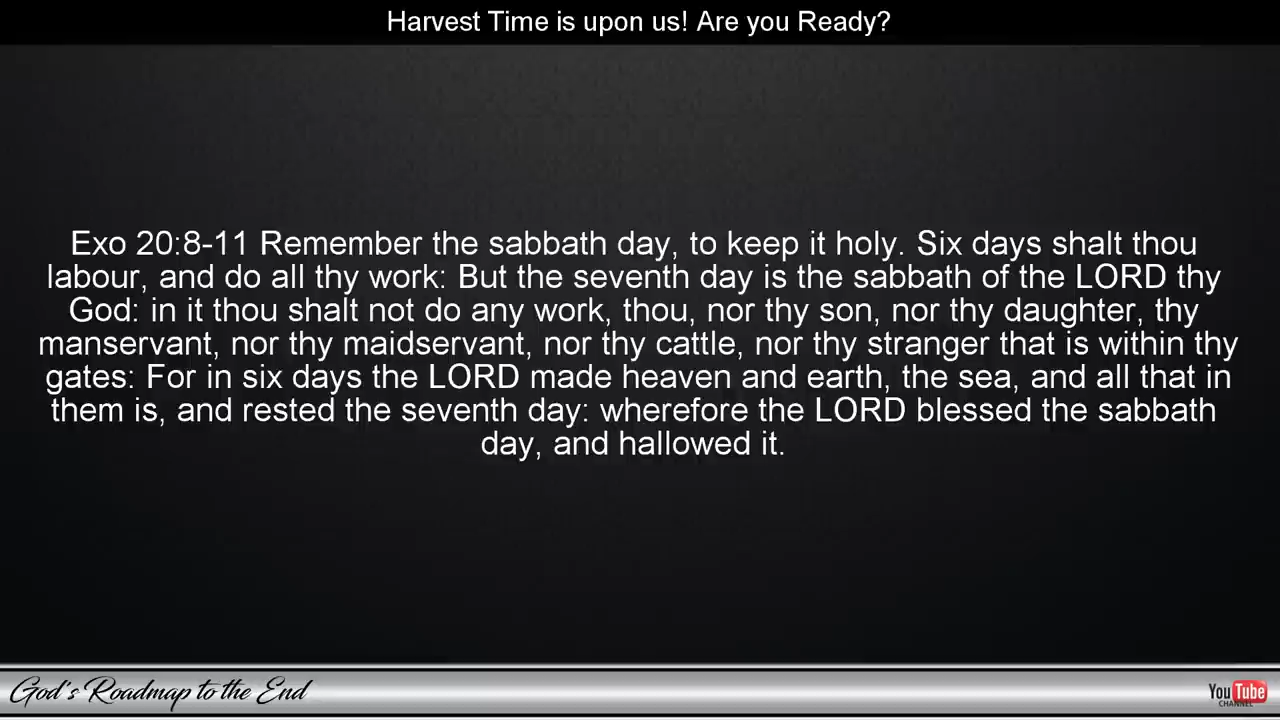 Harvest Time is upon us! Are you Ready?
Exo 20:8-11 Remember the sabbath day, to keep it holy. Six days shalt thou
labour, and do all thy work: But the seventh day is the sabbath of the LORD thy
God: in it thou shalt not do any work, thou, nor thy son, nor thy daughter, thy
manservant, nor thy maidservant, nor thy cattle, nor thy stranger that is within thy
gates: For in six days the LORD made heaven and earth, the sea, and all that in
them is, and rested the seventh day: wherefore the LORD blessed the sabbath
day, and hallowed it.
God's Roadmap to the End
YouTube
CHANNEL